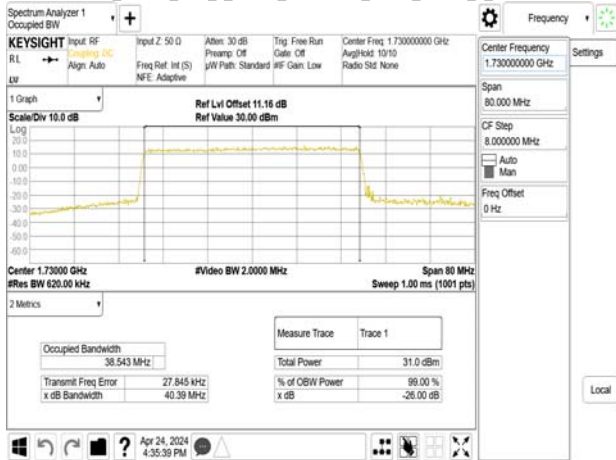 Spectrum Analyzer 1
Occupied BW
Frequency
KEYSIGHT
Input: RF
Coupling: DC
Align: Auto
Input Z: 50 Ω
Freq Ref: Int (S)
NFE: Adaptive
Atten: 30 dB
Preamp: Off
µW Path: Standard
Trig: Free Run
Gate: Off
#IF Gain: Low
Center Freq: 1.730000000 GHz
Avg|Hold: 10/10
Radio Std: None
RL
Center Frequency
1.730000000 GHz
Settings
Span
80.000 MHz
CF Step
8.000000 MHz
Auto
Man
Freq Offset
0 Hz
Local
1 Graph
Scale/Div 10.0 dB
Ref Lvl Offset 11.16 dB
Ref Value 30.00 dBm
Log
20.0
10.0
0.00
-10.0
-20.0
-30.0
-40.0
-50.0
-60.0
Center 1.73000 GHz
#Res BW 620.00 kHz
#Video BW 2.0000 MHz
Span 80 MHz
Sweep 1.00 ms (1001 pts)
2 Metrics
Measure Trace Trace 1
Occupied Bandwidth
38.543 MHz
Total Power 31.0 dBm
Transmit Freq Error 27.845 kHz
% of OBW Power 99.00 %
x dB Bandwidth 40.39 MHz
x dB -26.00 dB
Apr 24, 2024
4:35:39 PM